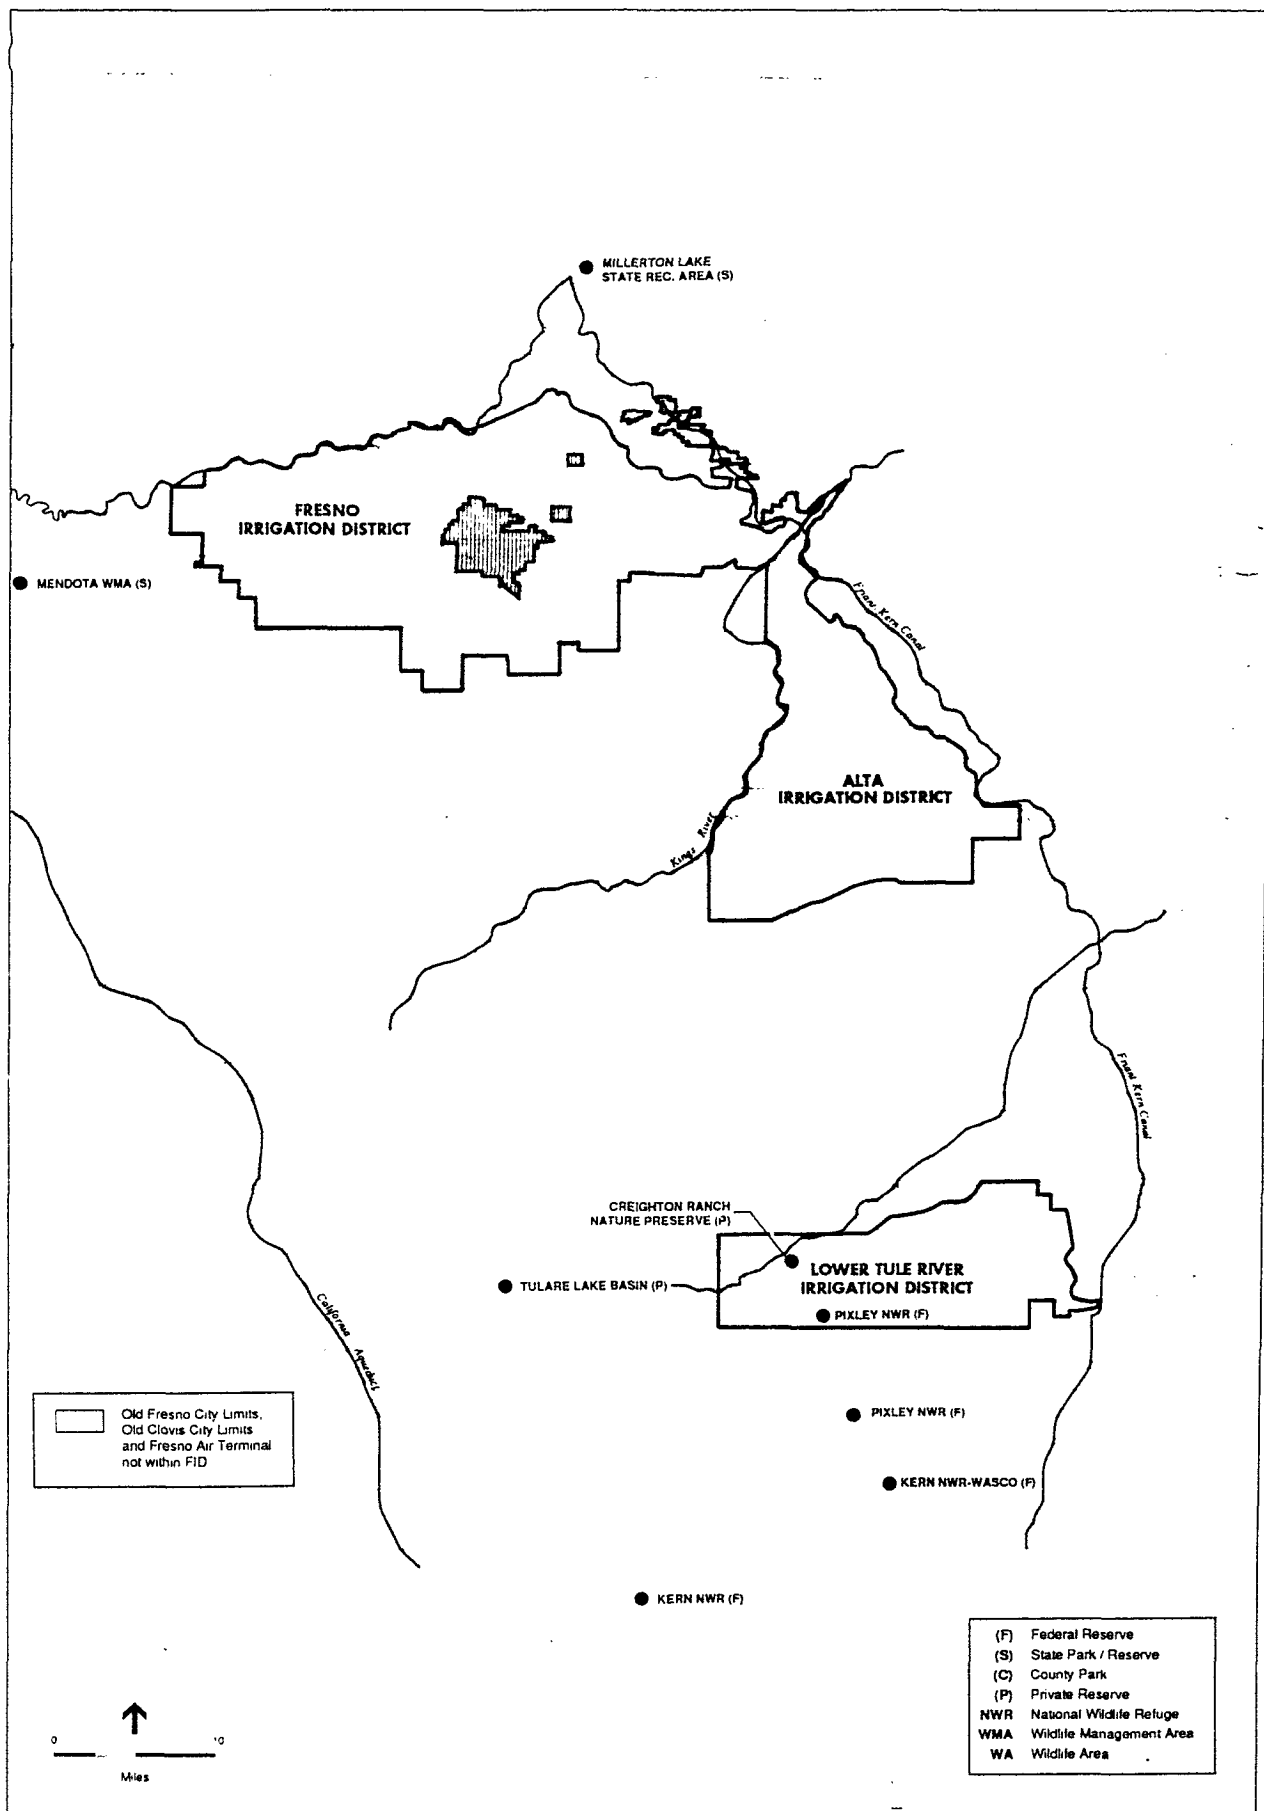 MILLERTON LAKE
STATE REC. AREA (S)
FRESNO
IRRIGATION DISTRICT
MENDOTA WMA (S)
Friant Kern Canal
ALTA
IRRIGATION DISTRICT
Kings River
Friant Kern Canal
CREIGHTON RANCH
NATURE PRESERVE (P)
LOWER TULE RIVER
IRRIGATION DISTRICT
TULARE LAKE BASIN (P)
PIXLEY NWR (F)
California Aqueduct
Old Fresno City Limits,
Old Clovis City Limits
and Fresno Air Terminal
not within FID
PIXLEY NWR (F)
KERN NWR-WASCO (F)
KERN NWR (F)
(F) Federal Reserve
(S) State Park / Reserve
(C) County Park
(P) Private Reserve
NWR National Wildlife Refuge
WMA Wildlife Management Area
WA Wildlife Area
0 10
Miles